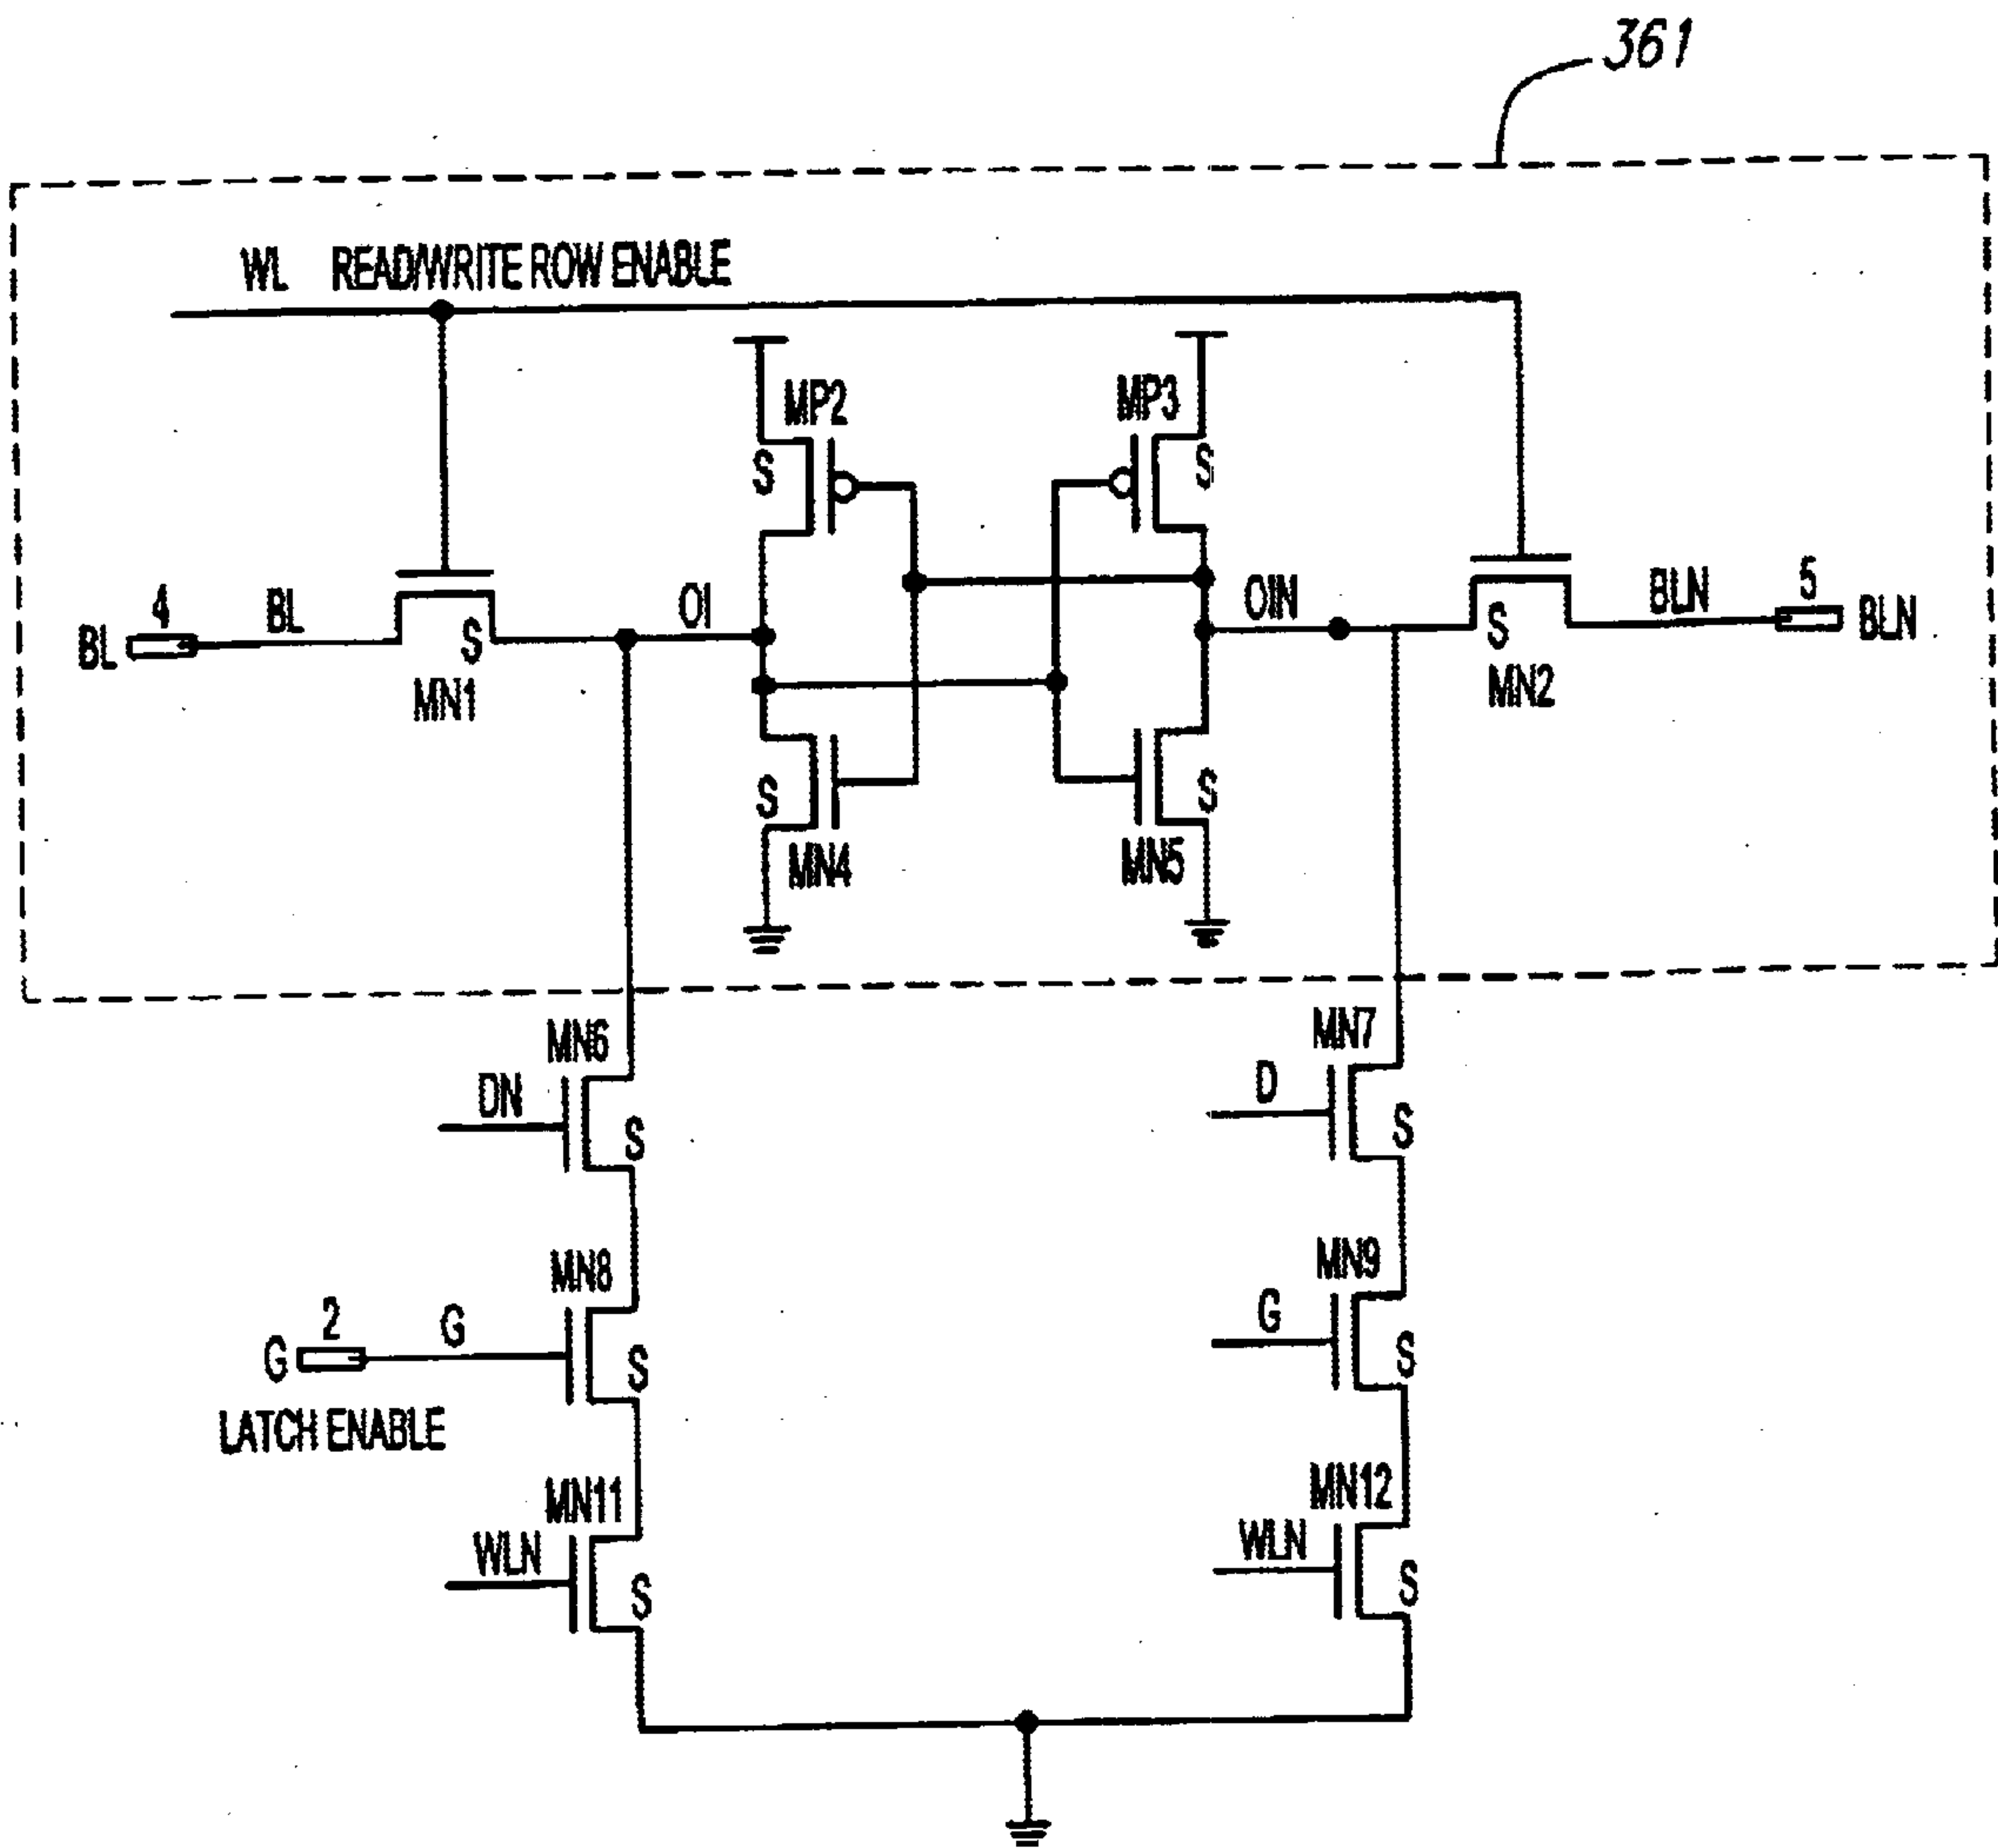 361
WL READ/WRITE ROW ENABLE
MP2
MP3
S
S
4
BL
BL
S
MN1
OI
OIN
S
MN2
BLN
5
BLN
S
MN4
S
MN5
MN6
DN
S
MN7
D
S
MN8
G
2
G
S
LATCH ENABLE
MN9
G
S
MN11
WLN
S
MN12
WLN
S